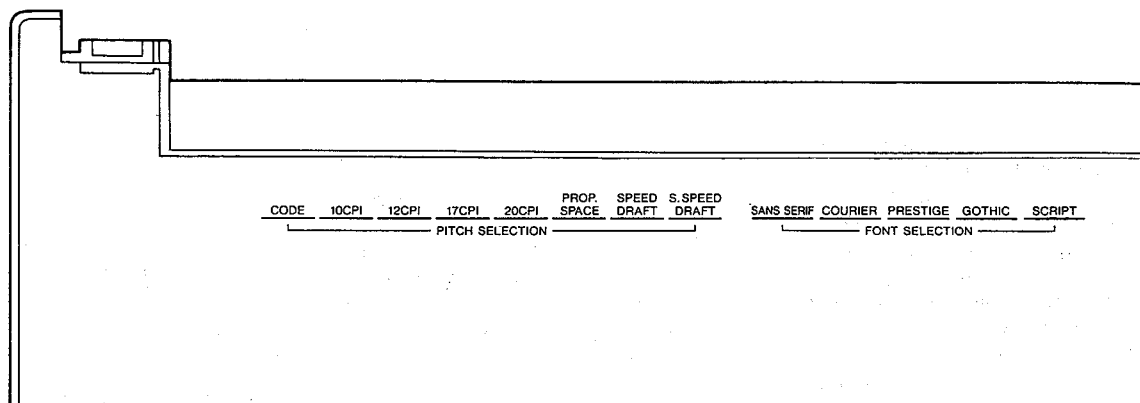 CODE 10CPI 12CPI 17CPI 20CPI PROP. SPACE SPEED DRAFT S.SPEED DRAFT SANS SERIF COURIER PRESTIGE GOTHIC SCRIPT
PITCH SELECTION FONT SELECTION